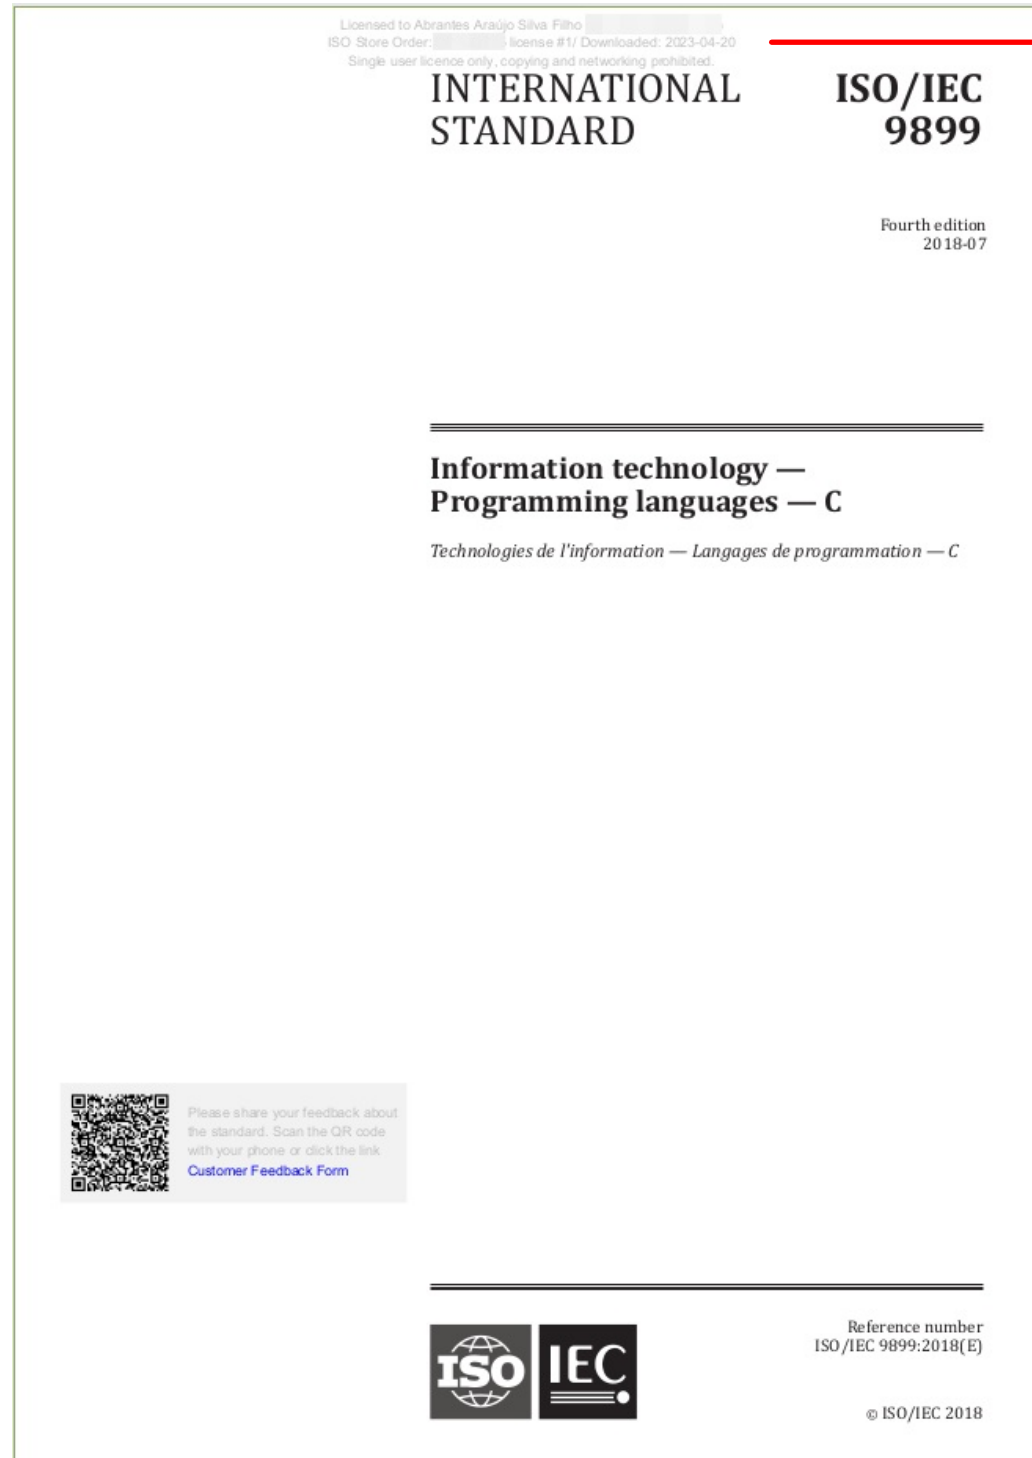 Licensed to Abrantes Araújo Silva Filho
ISO Store Order: license #1/ Downloaded: 2023-04-20
Single user licence only, copying and networking prohibited.
INTERNATIONAL STANDARD
ISO/IEC 9899
Fourth edition
2018-07
Information technology —
Programming languages — C
Technologies de l'information — Langages de programmation — C
Please share your feedback about
the standard. Scan the QR code
with your phone or click the link
Customer Feedback Form
ISO
IEC
Reference number
ISO/IEC 9899:2018(E)
© ISO/IEC 2018